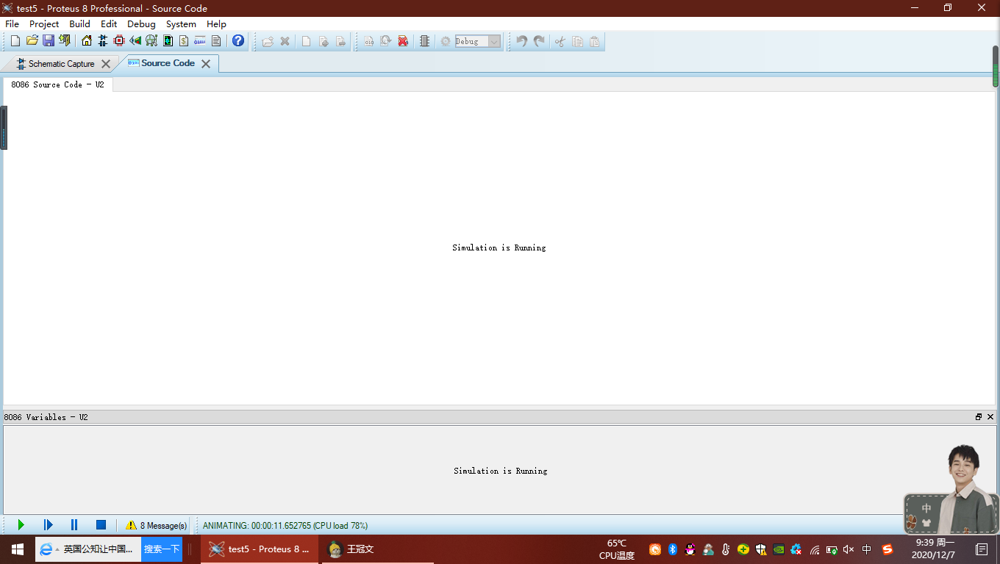 test5 - Proteus 8 Professional - Source Code
File Project Build Edit Debug System Help
Debug
Schematic Capture
Source Code
8086 Source Code - U2
Simulation is Running
8086 Variables - U2
Simulation is Running
中
8 Message(s)
ANIMATING: 00:00:11.652765 (CPU load 78%)
英国公知让中国...
搜索一下
test5 - Proteus 8 ...
王冠文
65℃
CPU温度
中
9:39 周一
2020/12/7